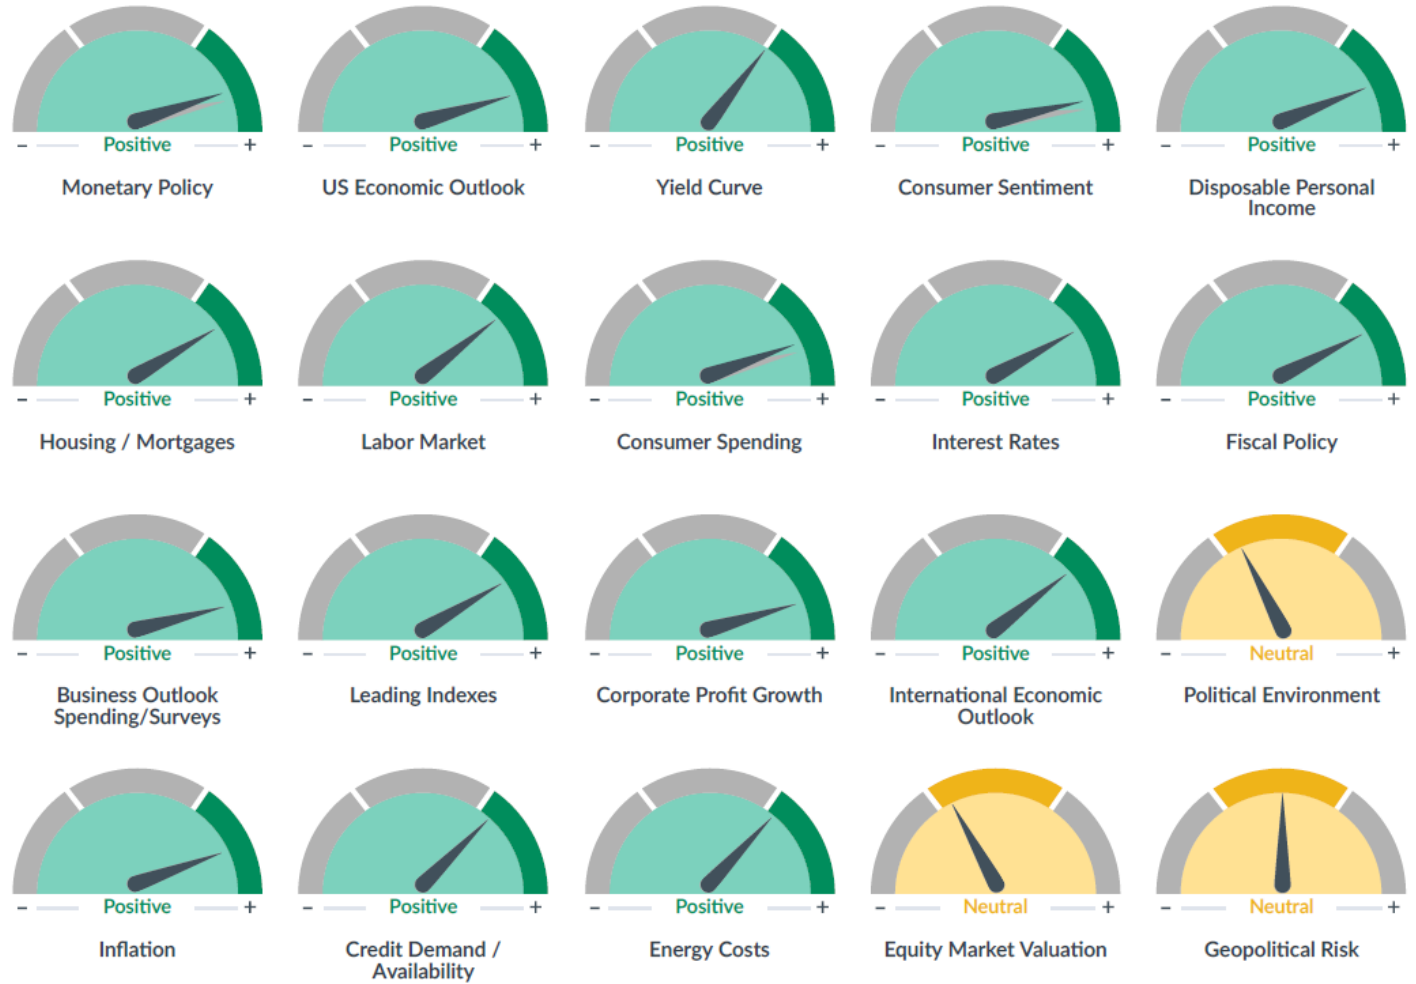 - Positive +
Monetary Policy
- Positive +
US Economic Outlook
- Positive +
Yield Curve
- Positive +
Consumer Sentiment
- Positive +
Disposable Personal
Income
- Positive +
Housing / Mortgages
- Positive +
Labor Market
- Positive +
Consumer Spending
- Positive +
Interest Rates
- Positive +
Fiscal Policy
- Positive +
Business Outlook
Spending/Surveys
- Positive +
Leading Indexes
- Positive +
Corporate Profit Growth
- Positive +
International Economic
Outlook
- Neutral +
Political Environment
- Positive +
Inflation
- Positive +
Credit Demand /
Availability
- Positive +
Energy Costs
- Neutral +
Equity Market Valuation
- Neutral +
Geopolitical Risk